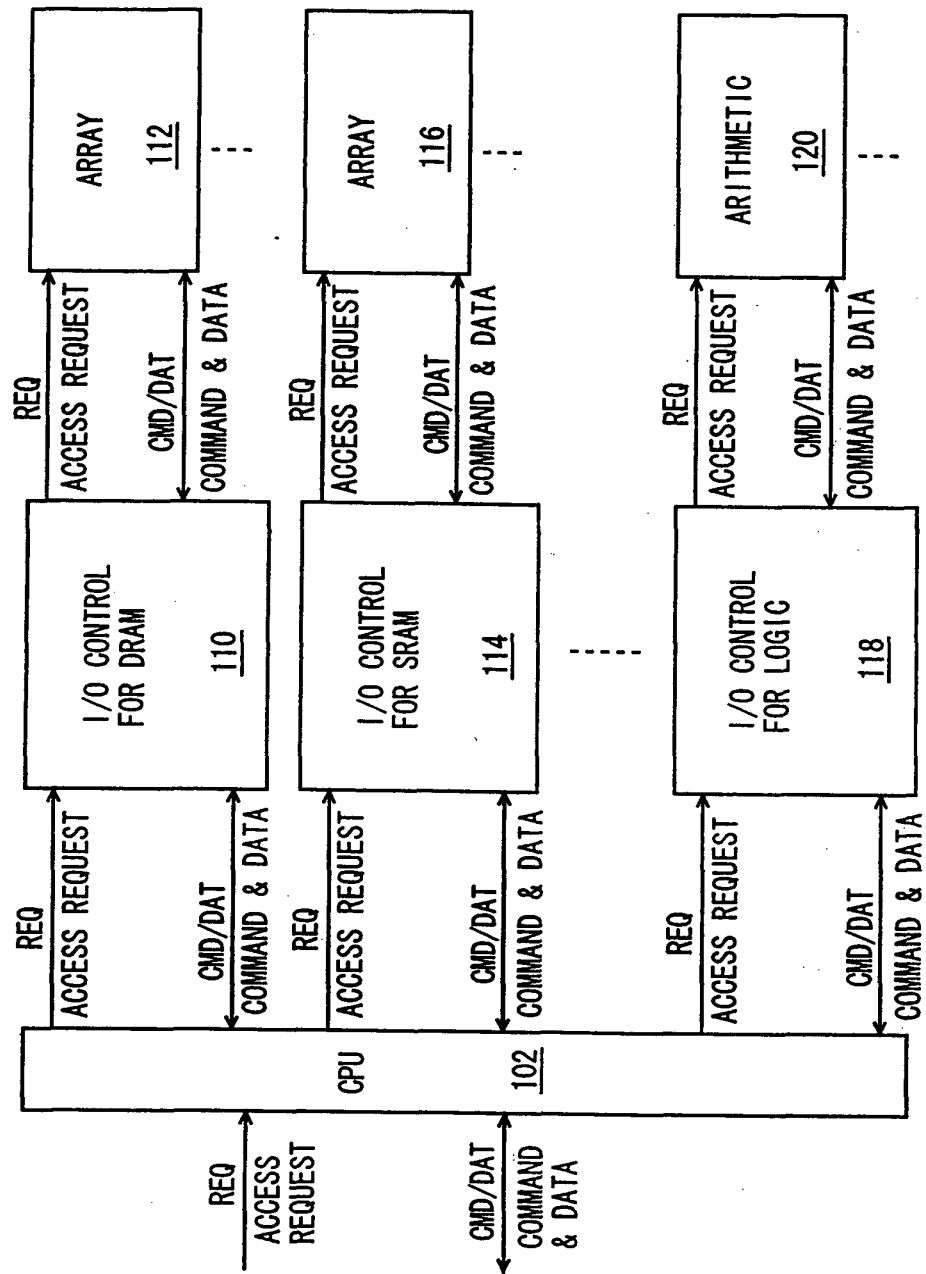 REQ
ACCESS
REQUEST
CMD/DAT
COMMAND
& DATA
CPU
102
REQ
ACCESS REQUEST
CMD/DAT
COMMAND & DATA
I/O CONTROL
FOR DRAM
110
REQ
ACCESS REQUEST
CMD/DAT
COMMAND & DATA
ARRAY
112
REQ
ACCESS REQUEST
CMD/DAT
COMMAND & DATA
I/O CONTROL
FOR SRAM
114
REQ
ACCESS REQUEST
CMD/DAT
COMMAND & DATA
ARRAY
116
REQ
ACCESS REQUEST
CMD/DAT
COMMAND & DATA
I/O CONTROL
FOR LOGIC
118
REQ
ACCESS REQUEST
CMD/DAT
COMMAND & DATA
ARITHMETIC
120